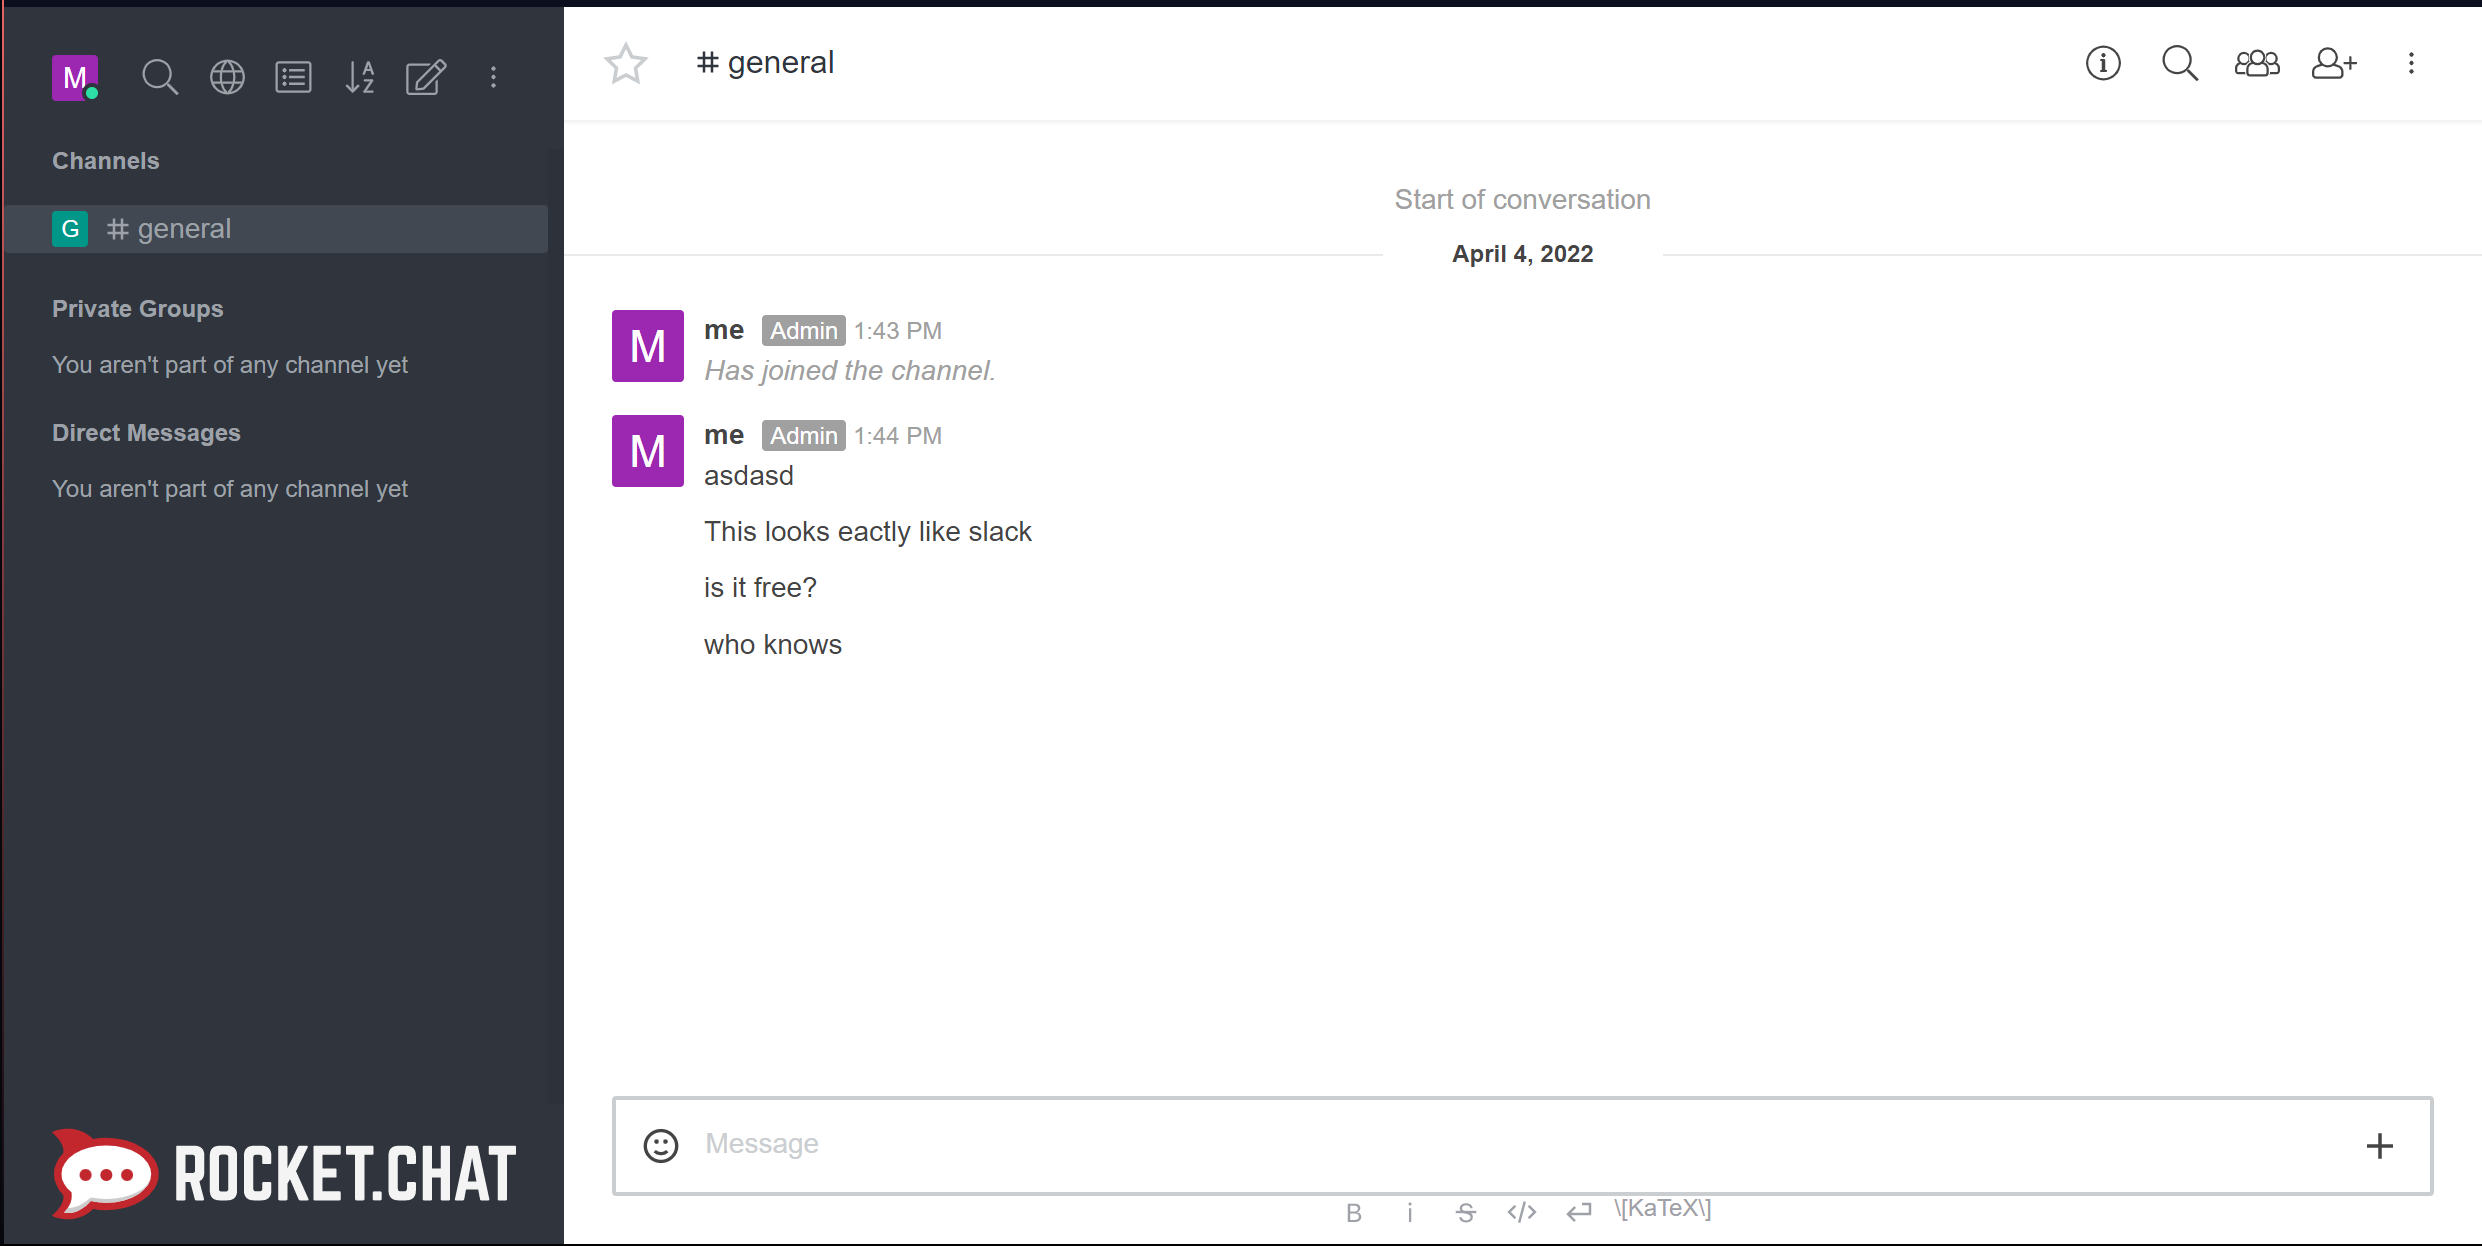 M
A
Z
Channels
G # general
Private Groups
You aren't part of any channel yet
Direct Messages
You aren't part of any channel yet
ROCKET.CHAT
# general
i
Start of conversation
April 4, 2022
M
me Admin 1:43 PM
Has joined the channel.
M
me Admin 1:44 PM
asdasd
This looks eactly like slack
is it free?
who knows
Message
B i S </> \[KaTeX\]